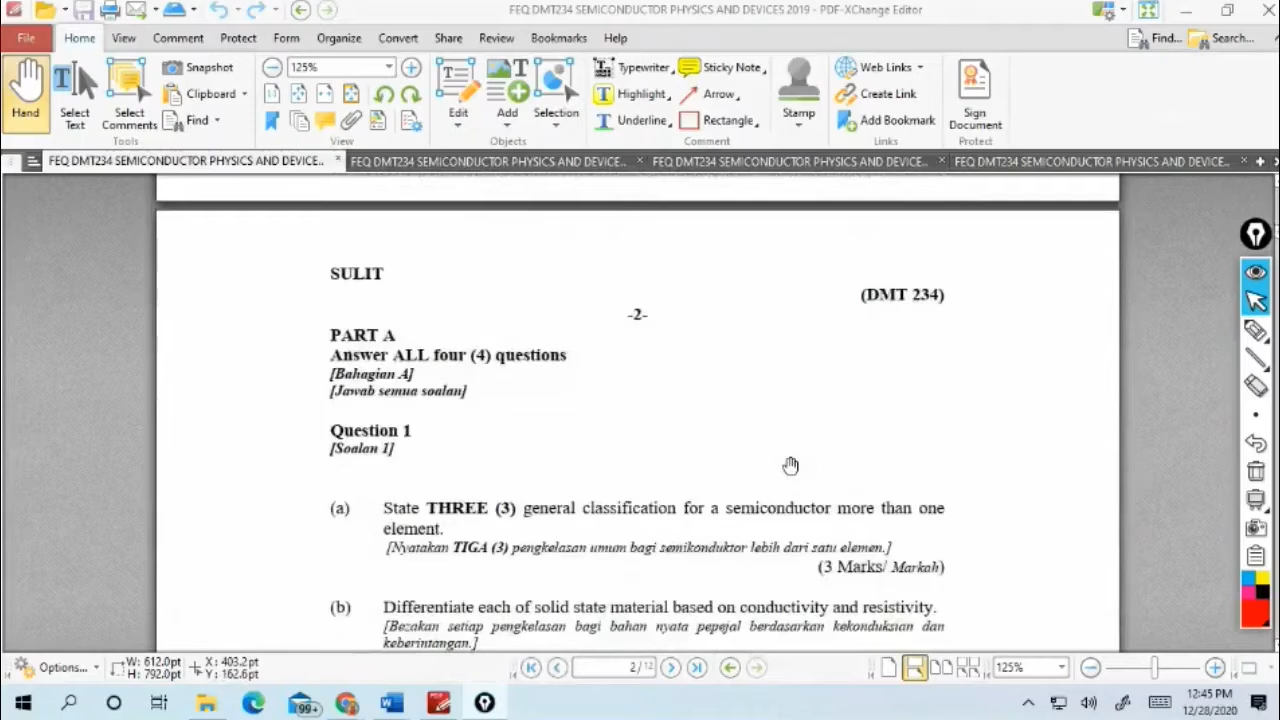 FEQ DMT234 SEMICONDUCTOR PHYSICS AND DEVICES 2019 - PDF-XChange Editor
File Home View Comment Protect Form Organize Convert Share Review Bookmarks Help Find... Search...
Hand
Select Text
Select Comments
Snapshot
Clipboard
Find
Tools
125%
View
Edit
Add
Selection
Objects
Typewriter
Highlight
Underline
Sticky Note
Arrow
Rectangle
Comment
Stamp
Web Links
Create Link
Add Bookmark
Links
Sign Document
Protect
FEQ DMT234 SEMICONDUCTOR PHYSICS AND DEVICE.. FEQ DMT234 SEMICONDUCTOR PHYSICS AND DEVICE... FEQ DMT234 SEMICONDUCTOR PHYSICS AND DEVICE... FEQ DMT234 SEMICONDUCTOR PHYSICS AND DEVICE...
SULIT
(DMT 234)
-2-
PART A
Answer ALL four (4) questions
[Bahagian A]
[Jawab semua soalan]
Question 1
[Soalan 1]
(a) State THREE (3) general classification for a semiconductor more than one
element.
[Nyatakan TIGA (3) pengkelasan umum bagi semikonduktor lebih dari satu elemen.]
(3 Marks/ Markah)
(b) Differentiate each of solid state material based on conductivity and resistivity.
[Bezakan setiap pengkelasan bagi bahan nyata pepejal berdasarkan kekonduksian dan
keberintangan.]
Options...
W: 612.0pt
H: 792.0pt
X: 403.2pt
Y: 162.6pt
2 / 12
125%
99+
12:45 PM
12/28/2020